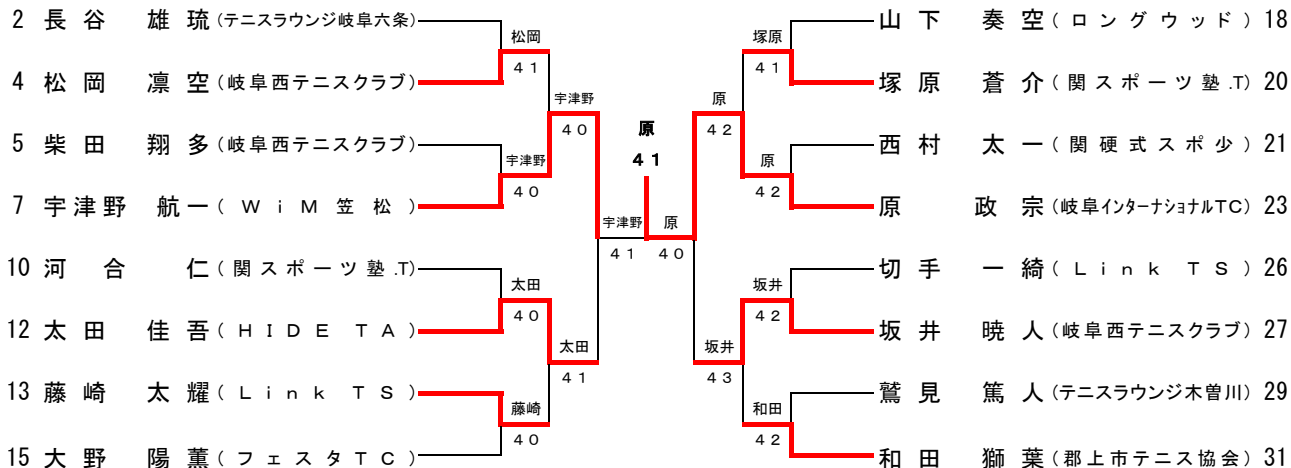 2 長谷 雄琉 (テニスラウンジ岐阜六条)
4 松岡 凛空 (岐阜西テニスクラブ)
5 柴田 翔多 (岐阜西テニスクラブ)
7 宇津野 航一 (WiM笠松)
10 河合 仁 (関スポーツ塾.T)
12 太田 佳吾 (HIDE TA)
13 藤崎 太耀 (Link TS)
15 大野 陽薫 (フェスタTC)
松岡
41
宇津野
40
太田
40
藤崎
40
宇津野
40
太田
41
宇津野
41
原
41
原
40
原
42
坂井
43
塚原
41
原
42
坂井
42
和田
42
山下 奏空 (ロングウッド) 18
塚原 蒼介 (関スポーツ塾.T) 20
西村 太一 (関硬式スポ少) 21
原 政宗 (岐阜インターナショナルTC) 23
切手 一綺 (Link TS) 26
坂井 暁人 (岐阜西テニスクラブ) 27
鷲見 篤人 (テニスラウンジ木曽川) 29
和田 獅葉 (郡上市テニス協会) 31